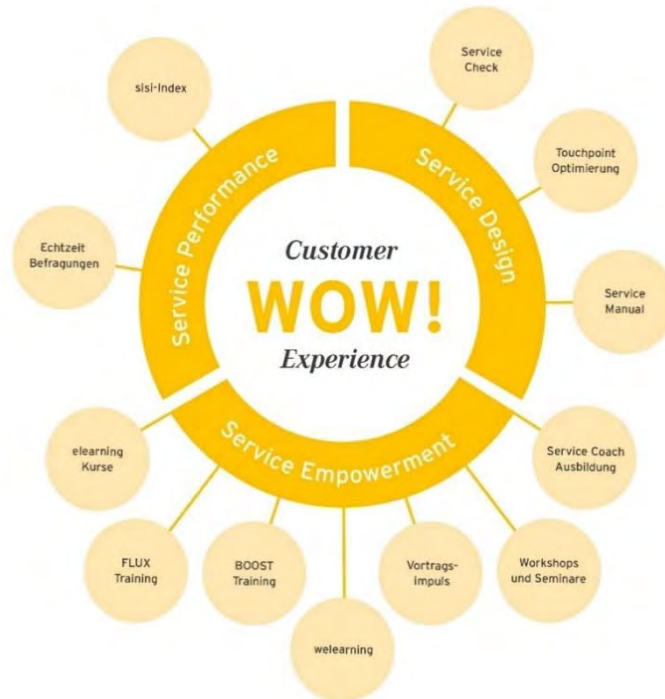 Customer
WOW!
Experience
Service Design
Service
Check
Touchpoint
Optimierung
Service
Manual
Service Empowerment
Service Coach
Ausbildung
Workshops
und Seminare
Vortrags-
impuls
welearning
BOOST
Training
FLUX
Training
elearning
Kurse
Service Performance
Echtzeit
Befragungen
sisi-Index